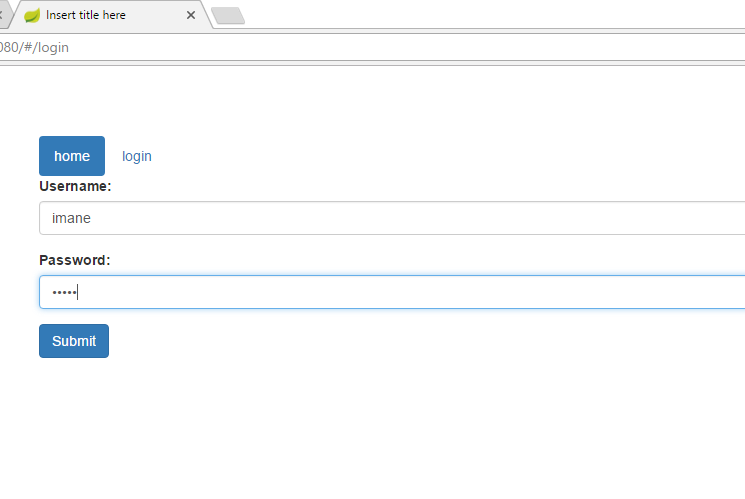 Insert title here
080/#/login
home login
Username:
imane
Password:
•••••
Submit